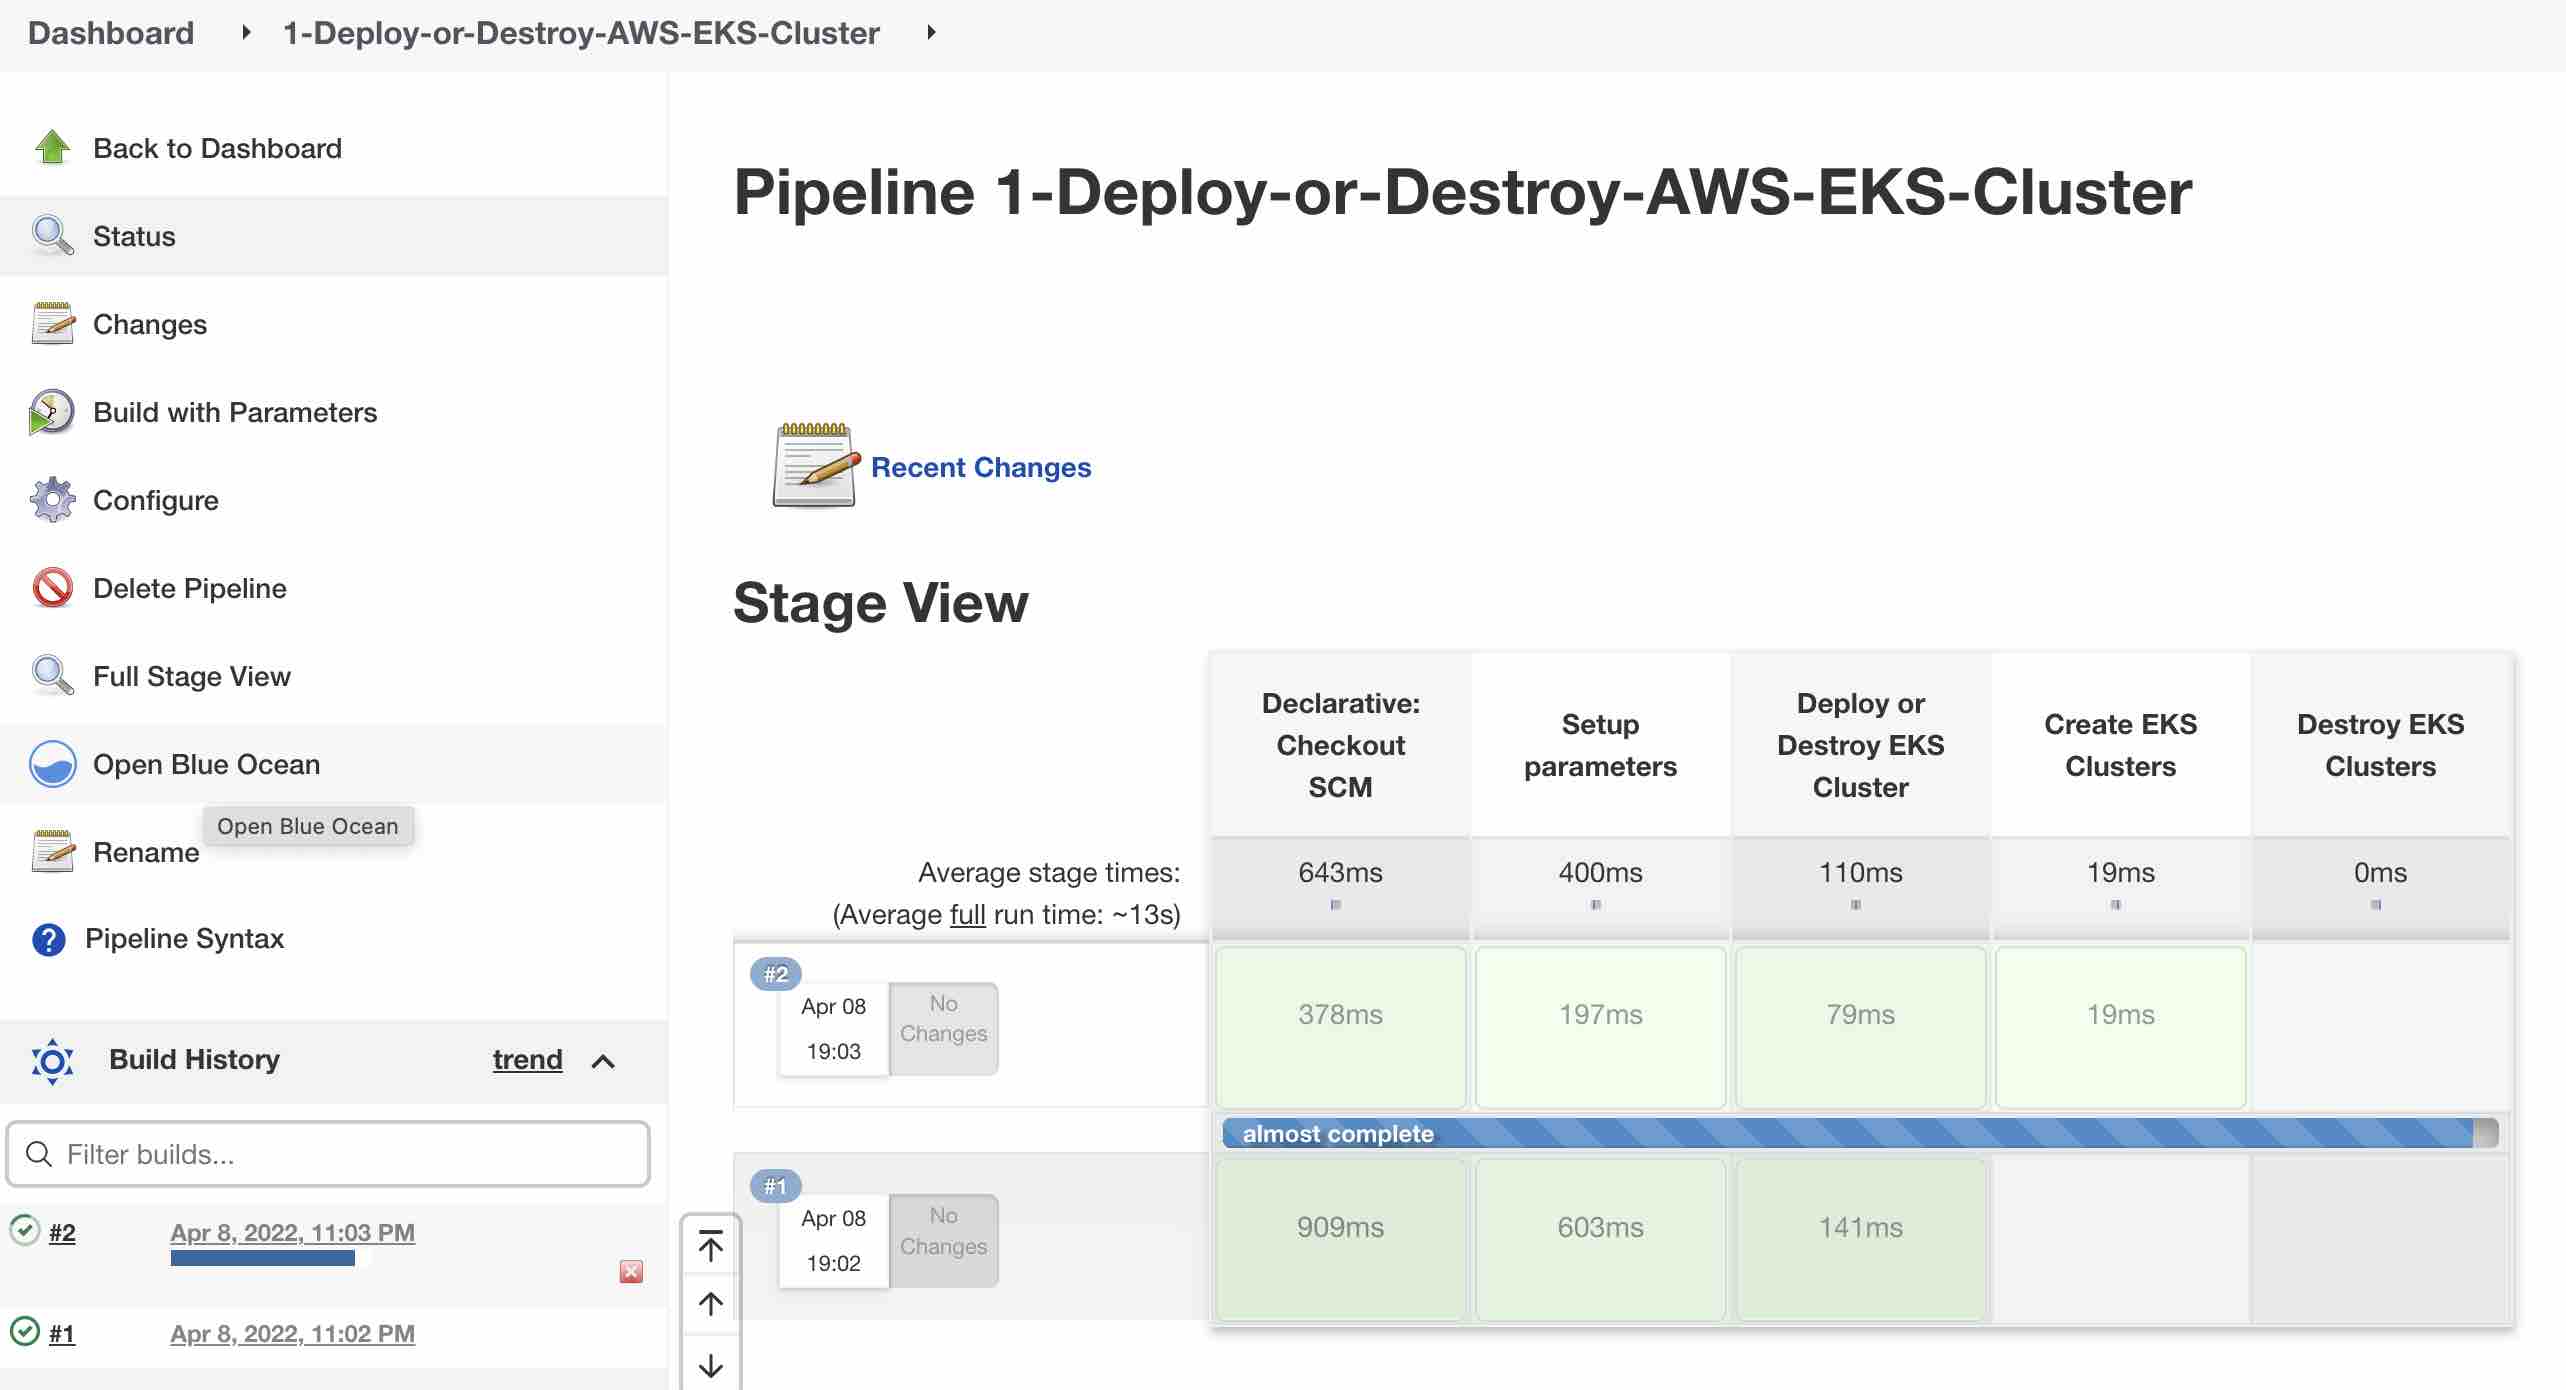 Dashboard
1-Deploy-or-Destroy-AWS-EKS-Cluster
Back to Dashboard
Status
Changes
Build with Parameters
Configure
Delete Pipeline
Full Stage View
Open Blue Ocean
Open Blue Ocean
Rename
? Pipeline Syntax
Build History trend
Filter builds...
#2 Apr 8, 2022, 11:03 PM
#1 Apr 8, 2022, 11:02 PM
Pipeline 1-Deploy-or-Destroy-AWS-EKS-Cluster
Recent Changes
Stage View
Declarative:
Checkout
SCM
Setup
parameters
Deploy or
Destroy EKS
Cluster
Create EKS
Clusters
Destroy EKS
Clusters
Average stage times:
(Average full run time: ~13s)
643ms 400ms 110ms 19ms 0ms
#2
Apr 08
19:03
No
Changes
378ms 197ms 79ms 19ms
almost complete
#1
Apr 08
19:02
No
Changes
909ms 603ms 141ms